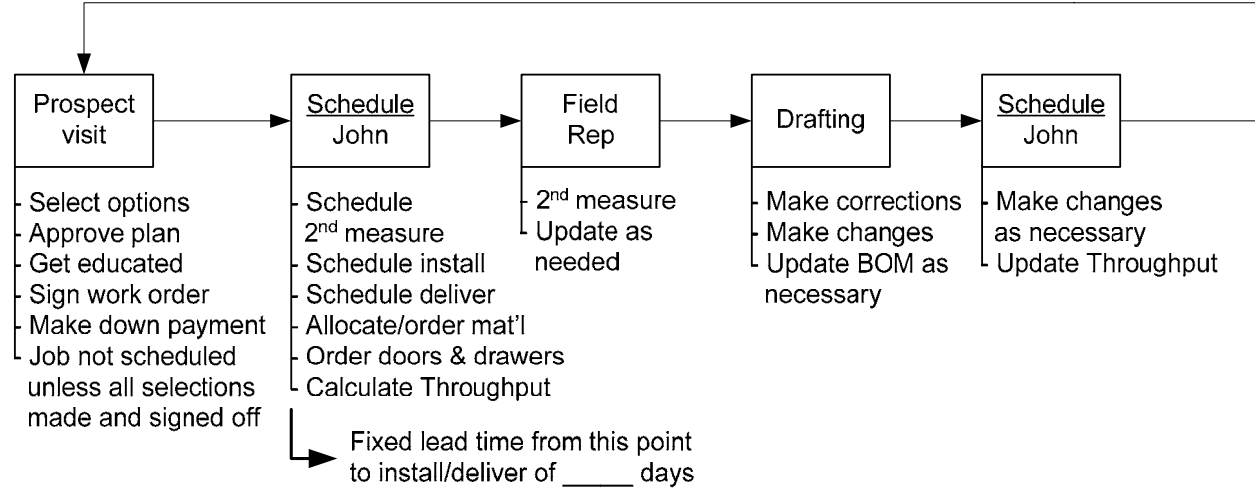 Prospect
visit
- Select options
- Approve plan
- Get educated
- Sign work order
- Make down payment
- Job not scheduled
unless all selections
made and signed off
Schedule
John
- Schedule
2nd measure
- Schedule install
- Schedule deliver
- Allocate/order mat'l
- Order doors & drawers
- Calculate Throughput
Fixed lead time from this point
to install/deliver of _____ days
Field
Rep
- 2nd measure
- Update as
needed
Drafting
- Make corrections
- Make changes
- Update BOM as
necessary
Schedule
John
- Make changes
as necessary
- Update Throughput